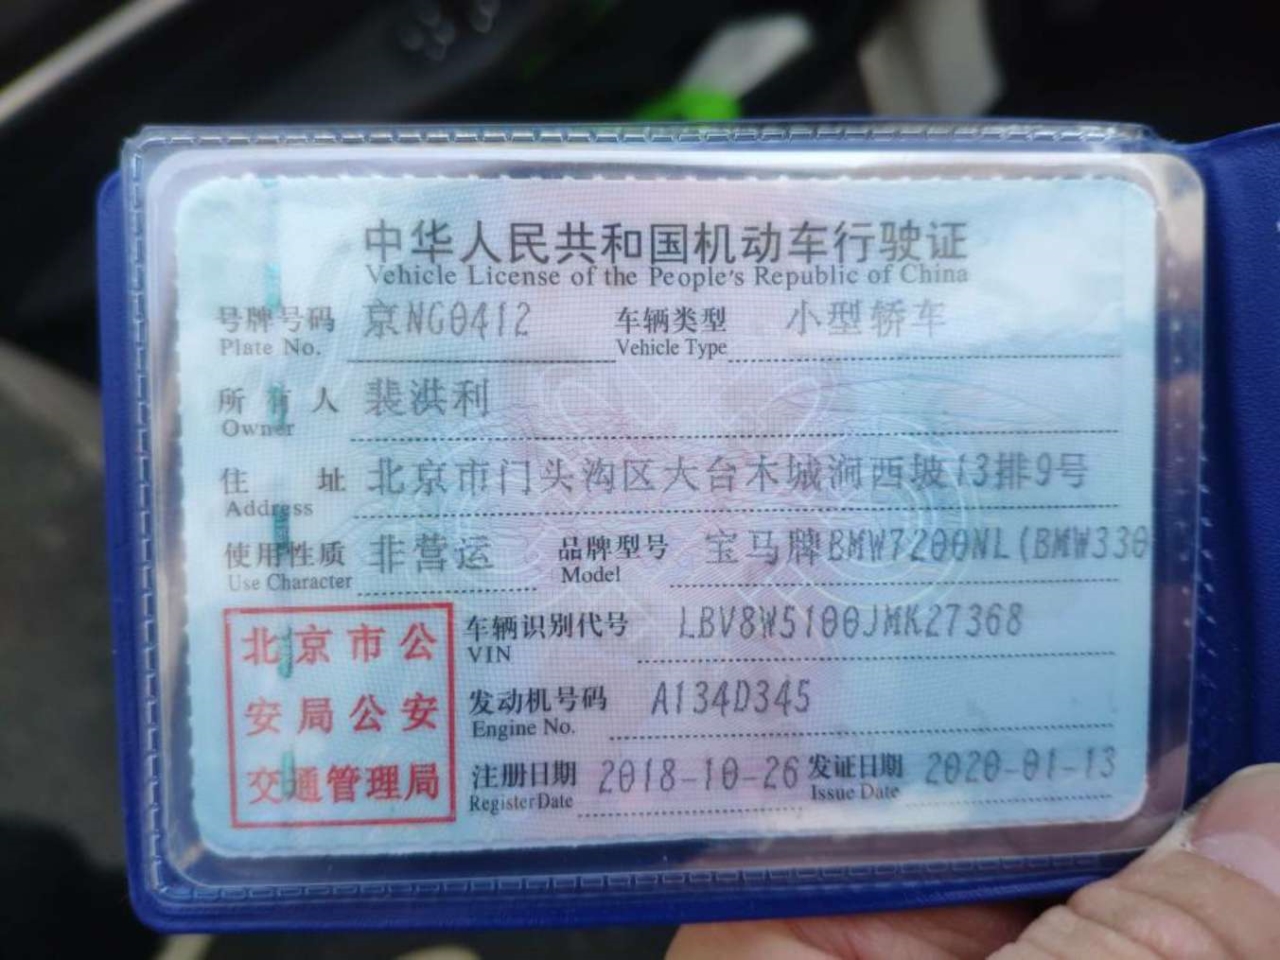 中华人民共和国机动车行驶证
Vehicle License of the People's Republic of China
号牌号码 京NG0412 车辆类型 小型轿车
Plate No. Vehicle Type
所有人 裴洪利
Owner
住址 北京市门头沟区大台木城涧西坡13排9号
Address
使用性质 非营运 品牌型号 宝马牌BMW7200NL(BMW330
Use Character Model
北京市公
安局公安
交通管理局
车辆识别代号 LBV8W5100JMK27368
VIN
发动机号码 A134D345
Engine No.
注册日期 2018-10-26 发证日期 2020-01-13
Register Date Issue Date